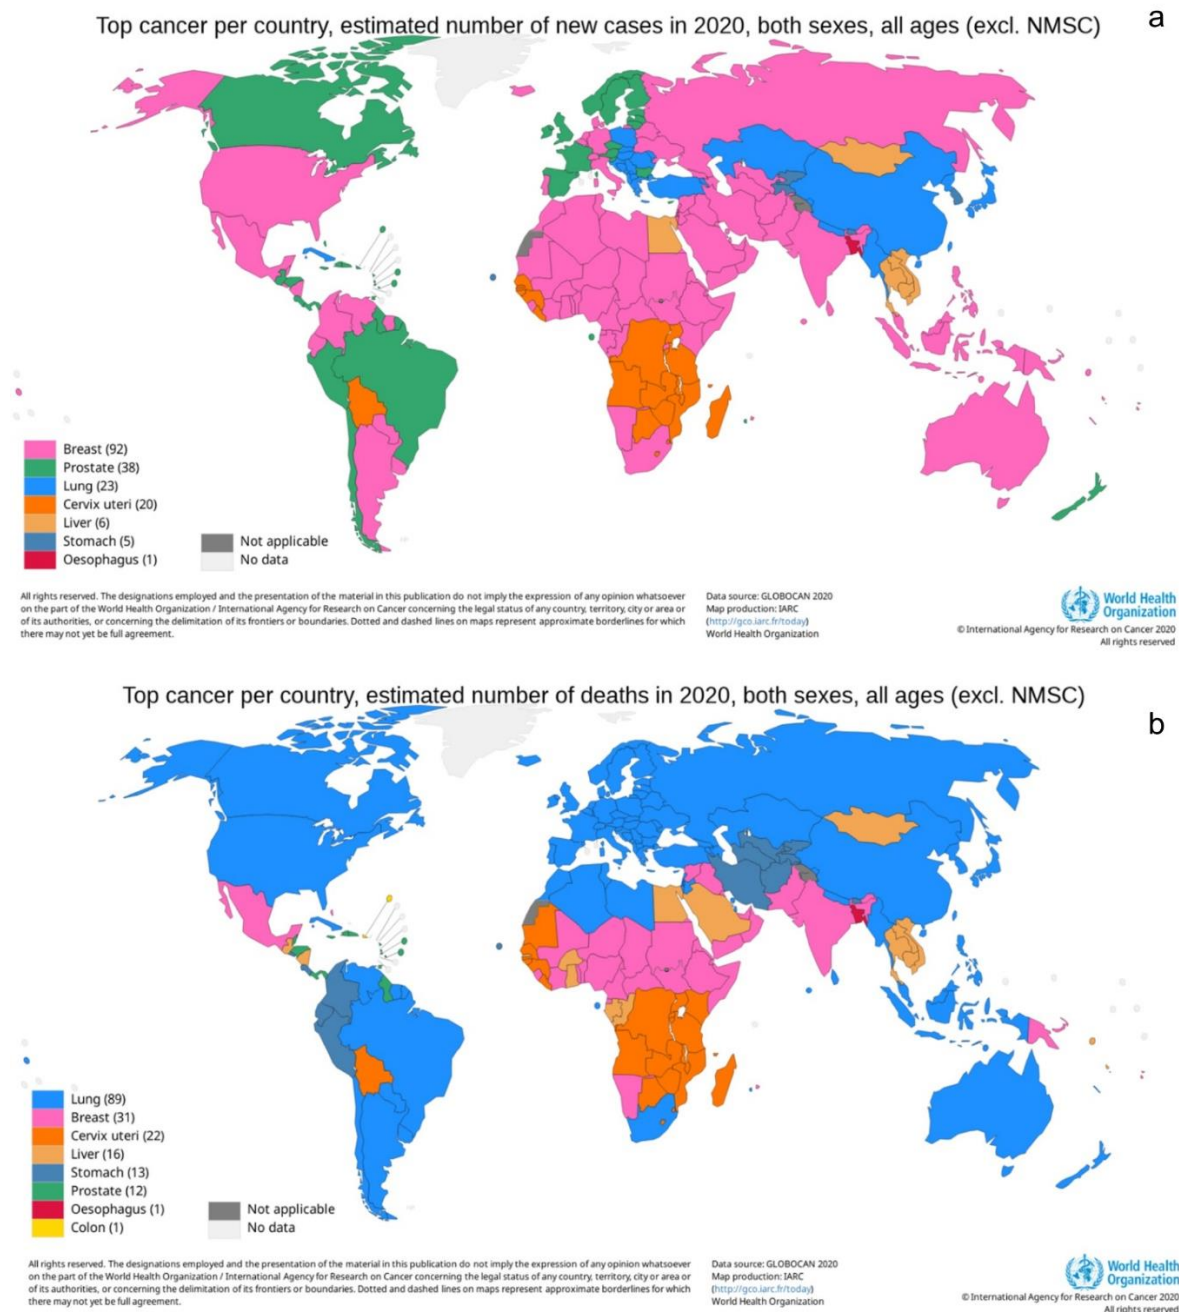 Top cancer per country, estimated number of new cases in 2020, both sexes, all ages (excl. NMSC)
a
Breast (92)
Prostate (38)
Lung (23)
Cervix uteri (20)
Liver (6)
Stomach (5)
Oesophagus (1)
Not applicable
No data
All rights reserved. The designations employed and the presentation of the material in this publication do not imply the expression of any opinion whatsoever
on the part of the World Health Organization / International Agency for Research on Cancer concerning the legal status of any country, territory, city or area or
of its authorities, or concerning the delimitation of its frontiers or boundaries. Dotted and dashed lines on maps represent approximate borderlines for which
there may not yet be full agreement.
Data source: GLOBOCAN 2020
Map production: IARC
(http://gco.iarc.fr/today)
World Health Organization
World Health
Organization
© International Agency for Research on Cancer 2020
All rights reserved
Top cancer per country, estimated number of deaths in 2020, both sexes, all ages (excl. NMSC)
b
Lung (89)
Breast (31)
Cervix uteri (22)
Liver (16)
Stomach (13)
Prostate (12)
Oesophagus (1)
Colon (1)
Not applicable
No data
All rights reserved. The designations employed and the presentation of the material in this publication do not imply the expression of any opinion whatsoever
on the part of the World Health Organization / International Agency for Research on Cancer concerning the legal status of any country, territory, city or area or
of its authorities, or concerning the delimitation of its frontiers or boundaries. Dotted and dashed lines on maps represent approximate borderlines for which
there may not yet be full agreement.
Data source: GLOBOCAN 2020
Map production: IARC
(http://gco.iarc.fr/today)
World Health Organization
World Health
Organization
© International Agency for Research on Cancer 2020
All rights reserved